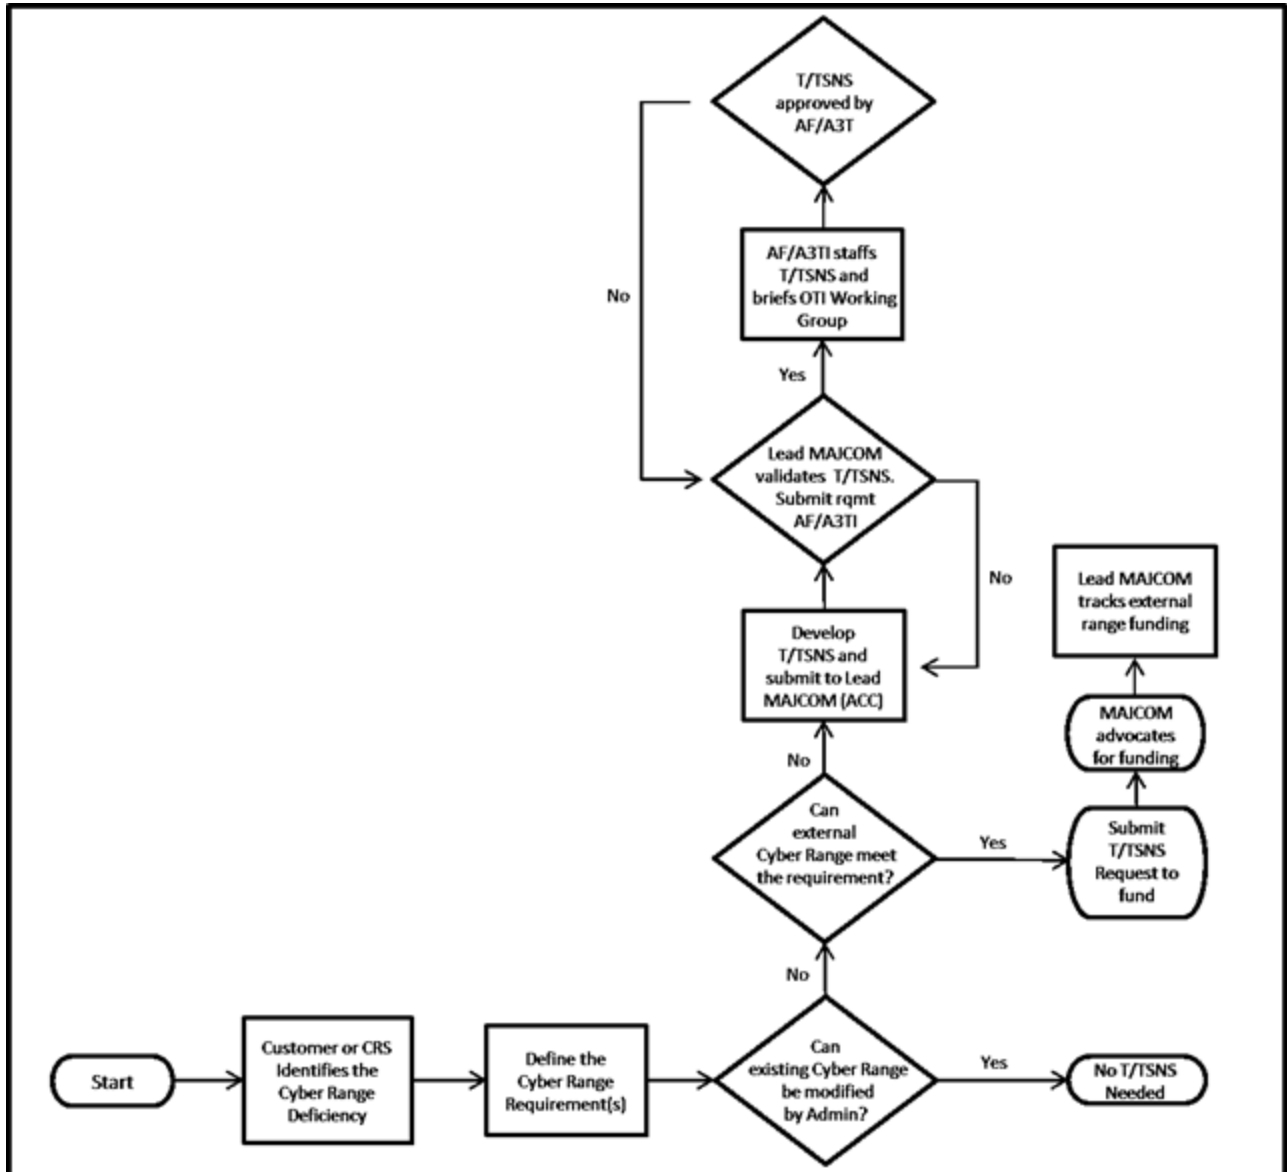 T/TSNS
approved by
AF/A3T
AF/A3TI staffs
T/TSNS and
briefs OTI Working
Group
No
Yes
Lead MAJCOM
validates T/TSNS.
Submit rqmt
AF/A3TI
No
Lead MAJCOM
tracks external
range funding
Develop
T/TSNS and
submit to Lead
MAJCOM (ACC)
MAJCOM
advocates
for funding
No
Can
external
Cyber Range meet
the requirement?
Yes
Submit
T/TSNS
Request to
fund
No
Start
Customer or CRS
Identifies the
Cyber Range
Deficiency
Define the
Cyber Range
Requirement(s)
Can
existing Cyber Range
be modified
by Admin?
Yes
No T/TSNS
Needed